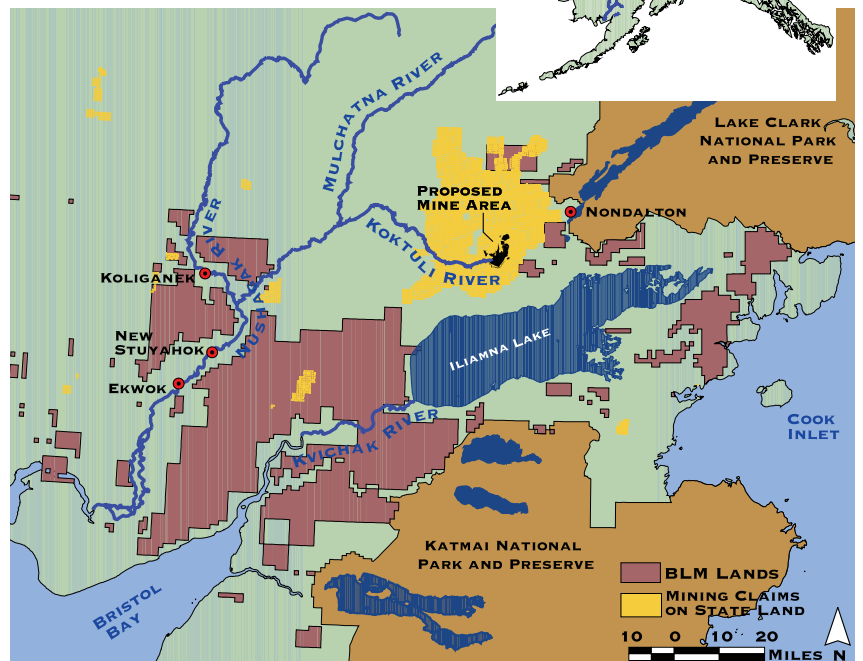 MULCHATNA RIVER
LAKE CLARK
NATIONAL PARK
AND PRESERVE
PROPOSED
MINE AREA
NONDALTON
KOKTULI RIVER
NUSHAGAK RIVER
KOLIGANEK
NEW
STUYAHOK
EKWOK
ILIAMNA LAKE
KVICHAK RIVER
COOK
INLET
KATMAI NATIONAL
PARK AND PRESERVE
BRISTOL
BAY
BLM LANDS
MINING CLAIMS
ON STATE LAND
10 0 10 20
MILES N